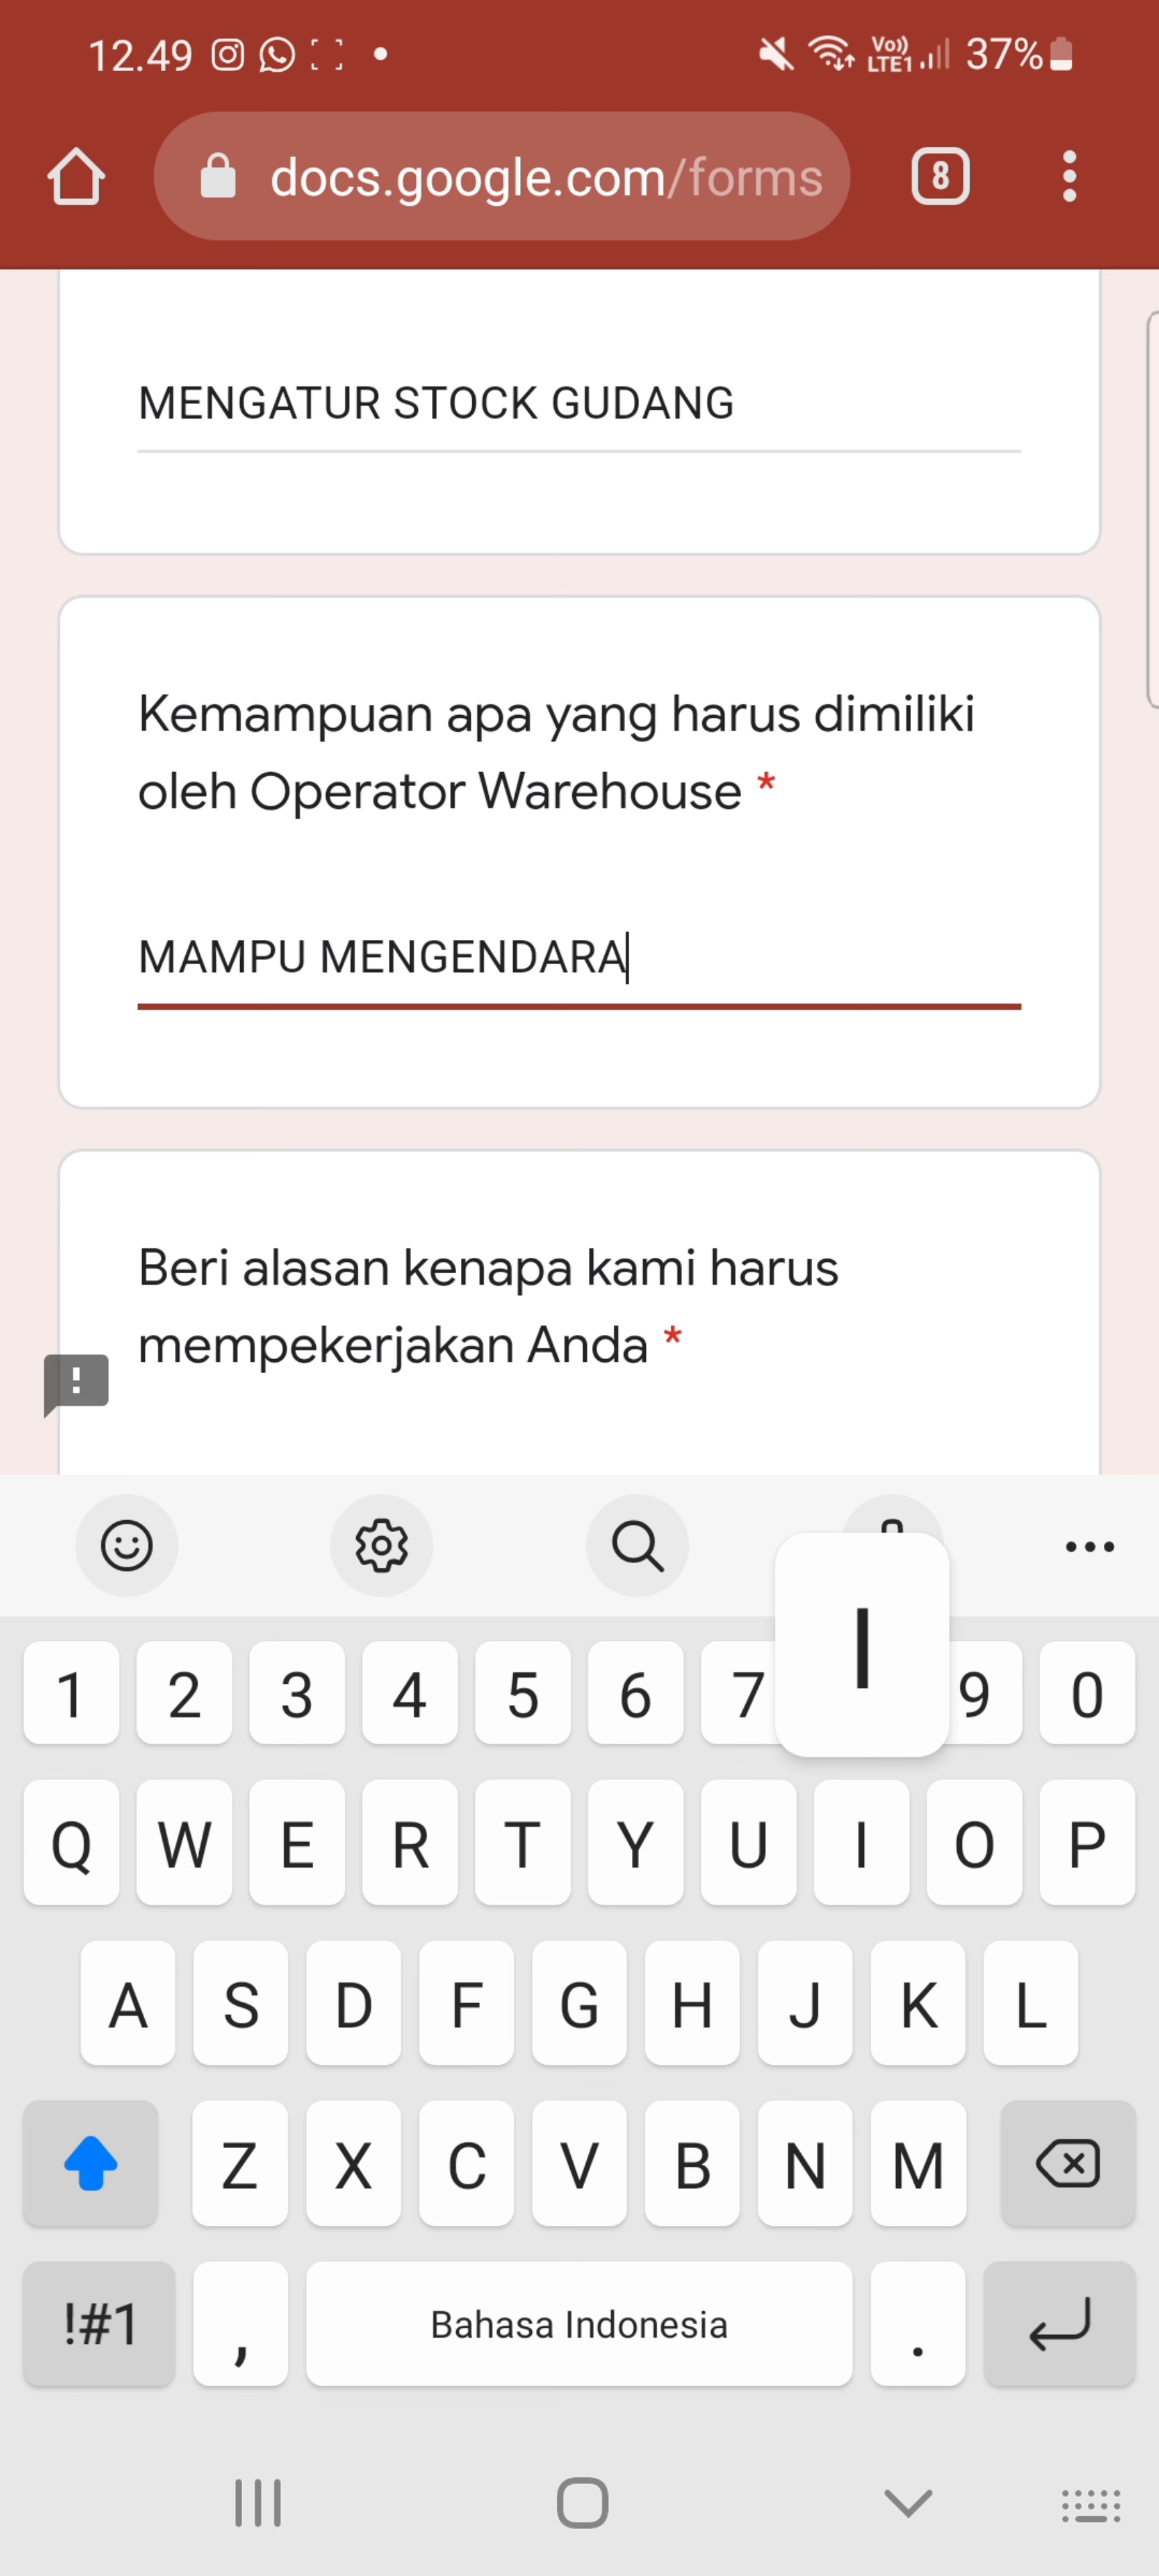 12.49 Vo)) LTE1 37%
docs.google.com/forms 8
MENGATUR STOCK GUDANG
Kemampuan apa yang harus dimiliki
oleh Operator Warehouse *
MAMPU MENGENDARA
Beri alasan kenapa kami harus
mempekerjakan Anda *
!
I
1 2 3 4 5 6 7 9 0
Q W E R T Y U I O P
A S D F G H J K L
Z X C V B N M
!#1 , Bahasa Indonesia .